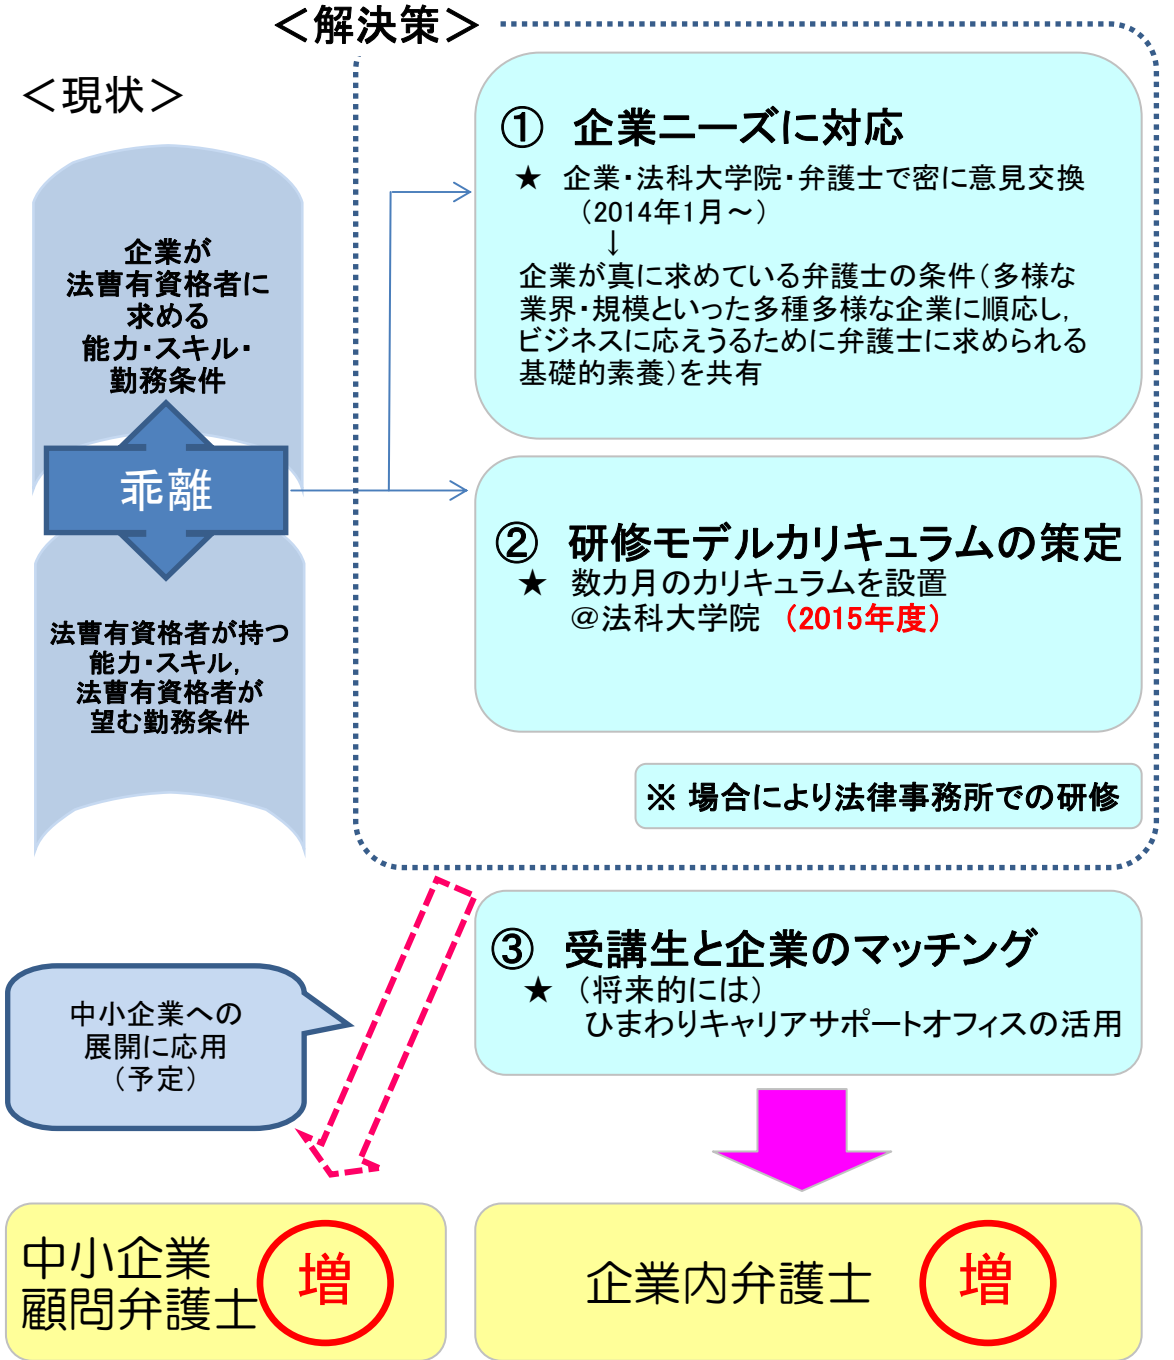 ＜解決策＞
＜現状＞
企業が
法曹有資格者に
求める
能力・スキル・
勤務条件
乖離
法曹有資格者が持つ
能力・スキル，
法曹有資格者が
望む勤務条件
① 企業ニーズに対応
★ 企業・法科大学院・弁護士で密に意見交換
（2014年1月～）
↓
企業が真に求めている弁護士の条件（多様な
業界・規模といった多種多様な企業に順応し，
ビジネスに応えうるために弁護士に求められる
基礎的素養）を共有
② 研修モデルカリキュラムの策定
★ 数カ月のカリキュラムを設置
＠法科大学院 （2015年度）
※ 場合により法律事務所での研修
③ 受講生と企業のマッチング
★ （将来的には）
ひまわりキャリアサポートオフィスの活用
中小企業への
展開に応用
（予定）
中小企業
顧問弁護士
増
企業内弁護士
増